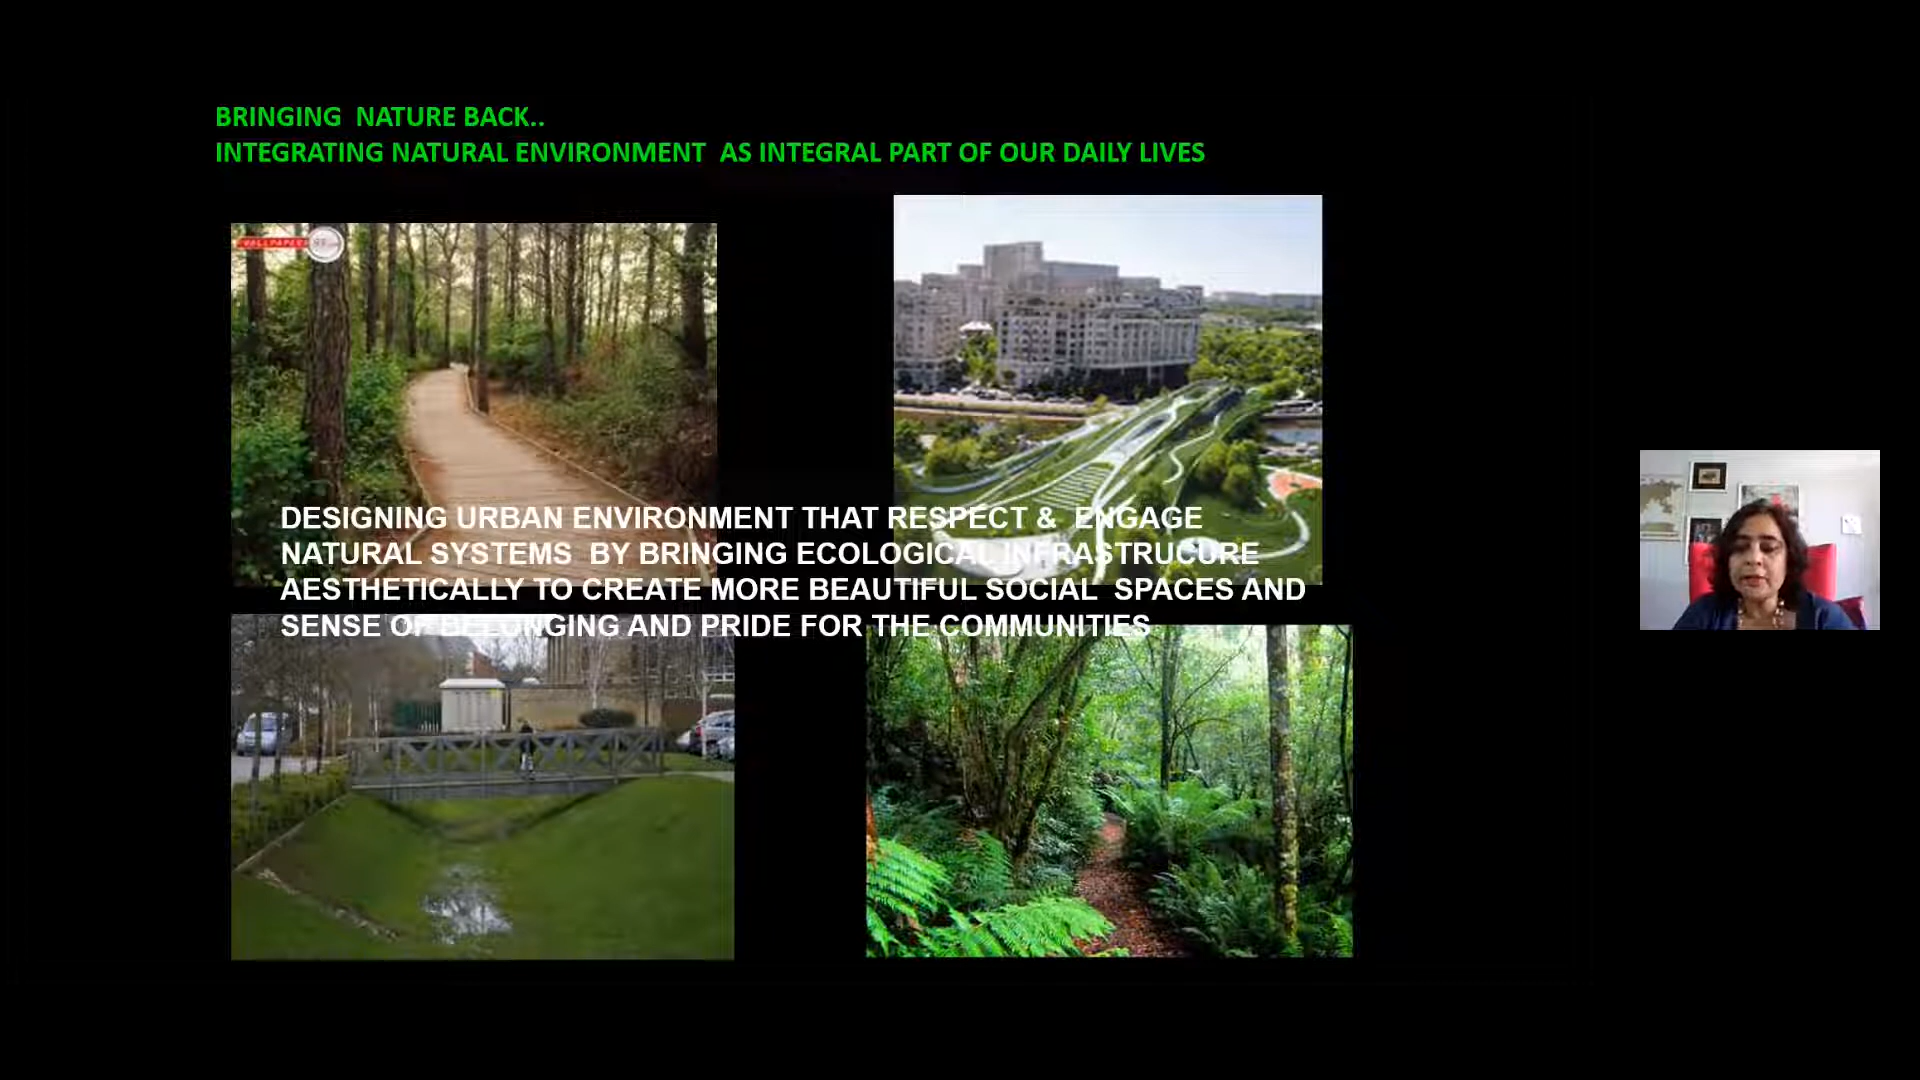 BRINGING NATURE BACK..
INTEGRATING NATURAL ENVIRONMENT AS INTEGRAL PART OF OUR DAILY LIVES
WALLPAPERS
DESIGNING URBAN ENVIRONMENT THAT RESPECT & ENGAGE
NATURAL SYSTEMS BY BRINGING ECOLOGICAL INFRASTRUCURE
AESTHETICALLY TO CREATE MORE BEAUTIFUL SOCIAL SPACES AND
SENSE OF BELONGING AND PRIDE FOR THE COMMUNITIES